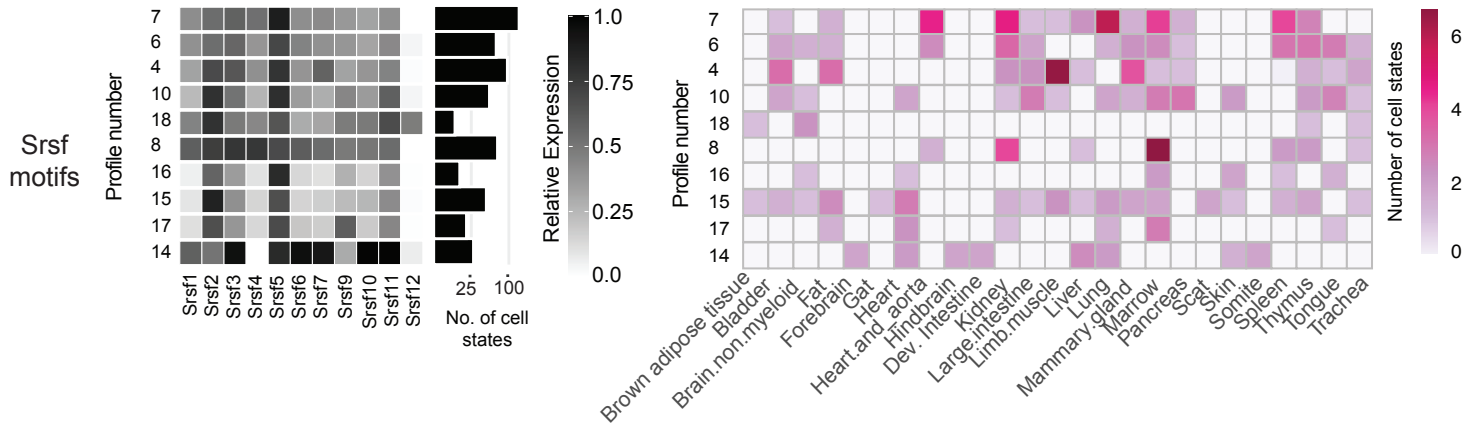 Srsf
motifs
Profile number
7
6
4
10
18
8
16
15
17
14
Srsf1
Srsf2
Srsf3
Srsf4
Srsf5
Srsf6
Srsf7
Srsf9
Srsf10
Srsf11
Srsf12
25
100
No. of cell
states
Relative Expression
1.0
0.75
0.50
0.25
0.0
Profile number
7
6
4
10
18
8
16
15
17
14
Brown adipose tissue
Bladder
Brain.non.myeloid
Fat
Forebrain
Gat
Heart
Heart.and_aorta
Hindbrain
Dev. Intestine
Kidney
Large.intestine
Limb.muscle
Liver
Lung
Mammary.gland
Marrow
Pancreas
Scat
Skin
Somite
Spleen
Thymus
Tongue
Trachea
Number of cell states
6
4
2
0